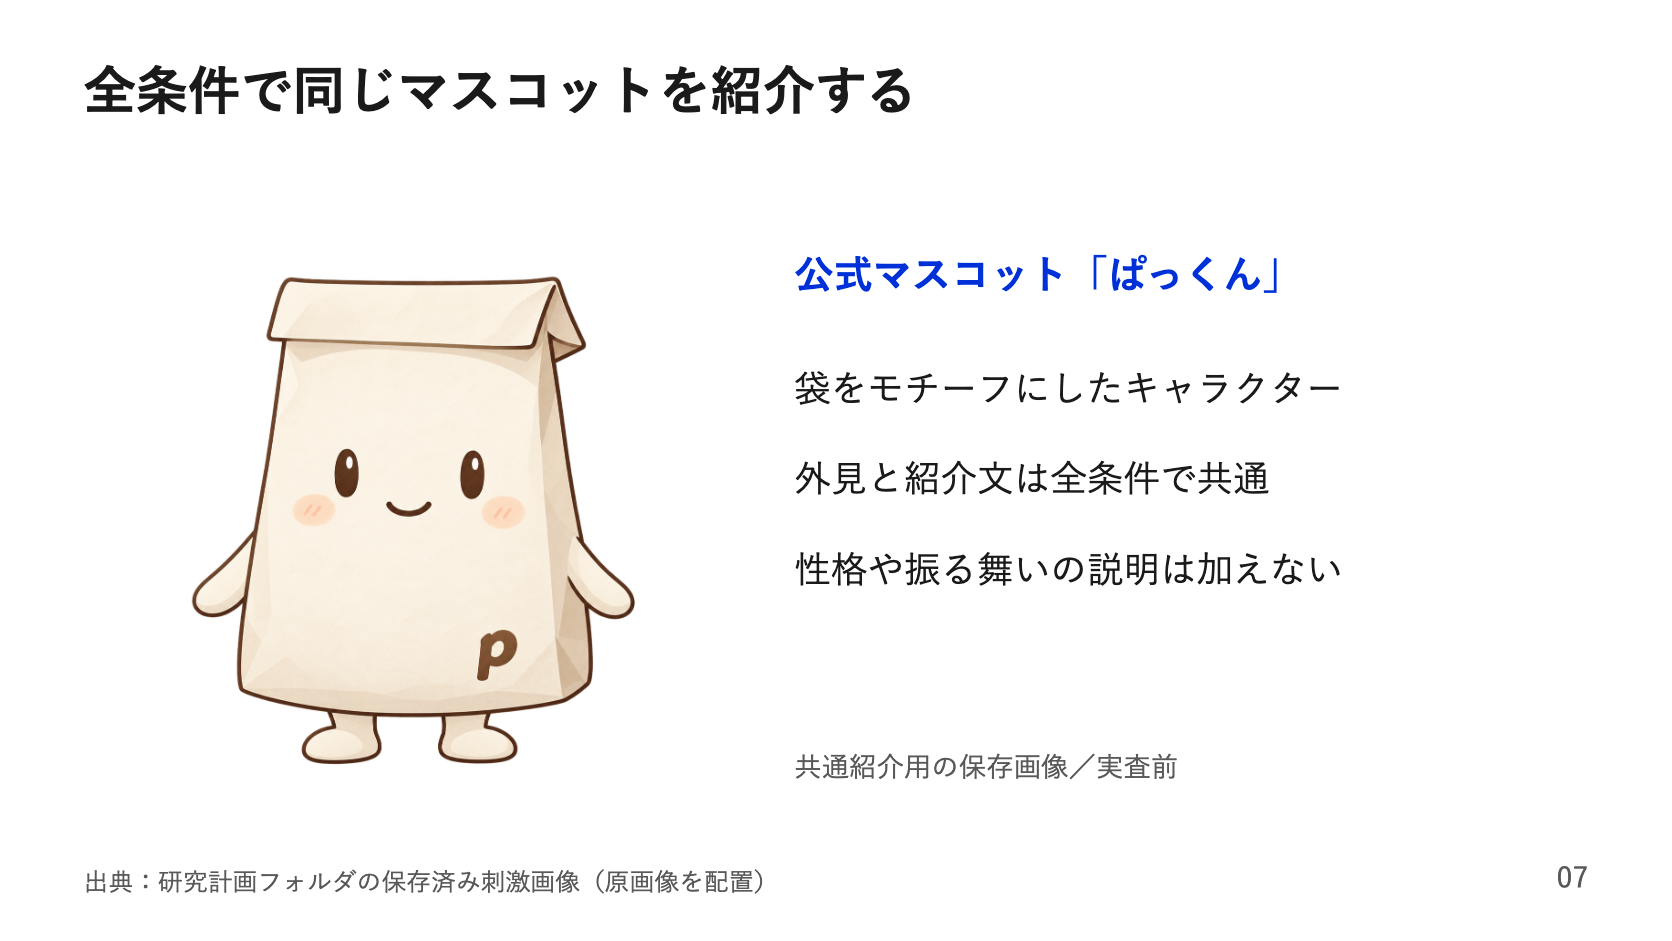 全条件で同じマスコットを紹介する
公式マスコット「ぱっくん」
袋をモチーフにしたキャラクター
外見と紹介文は全条件で共通
性格や振る舞いの説明は加えない
p
共通紹介用の保存画像／実査前
出典：研究計画フォルダの保存済み刺激画像（原画像を配置）
07